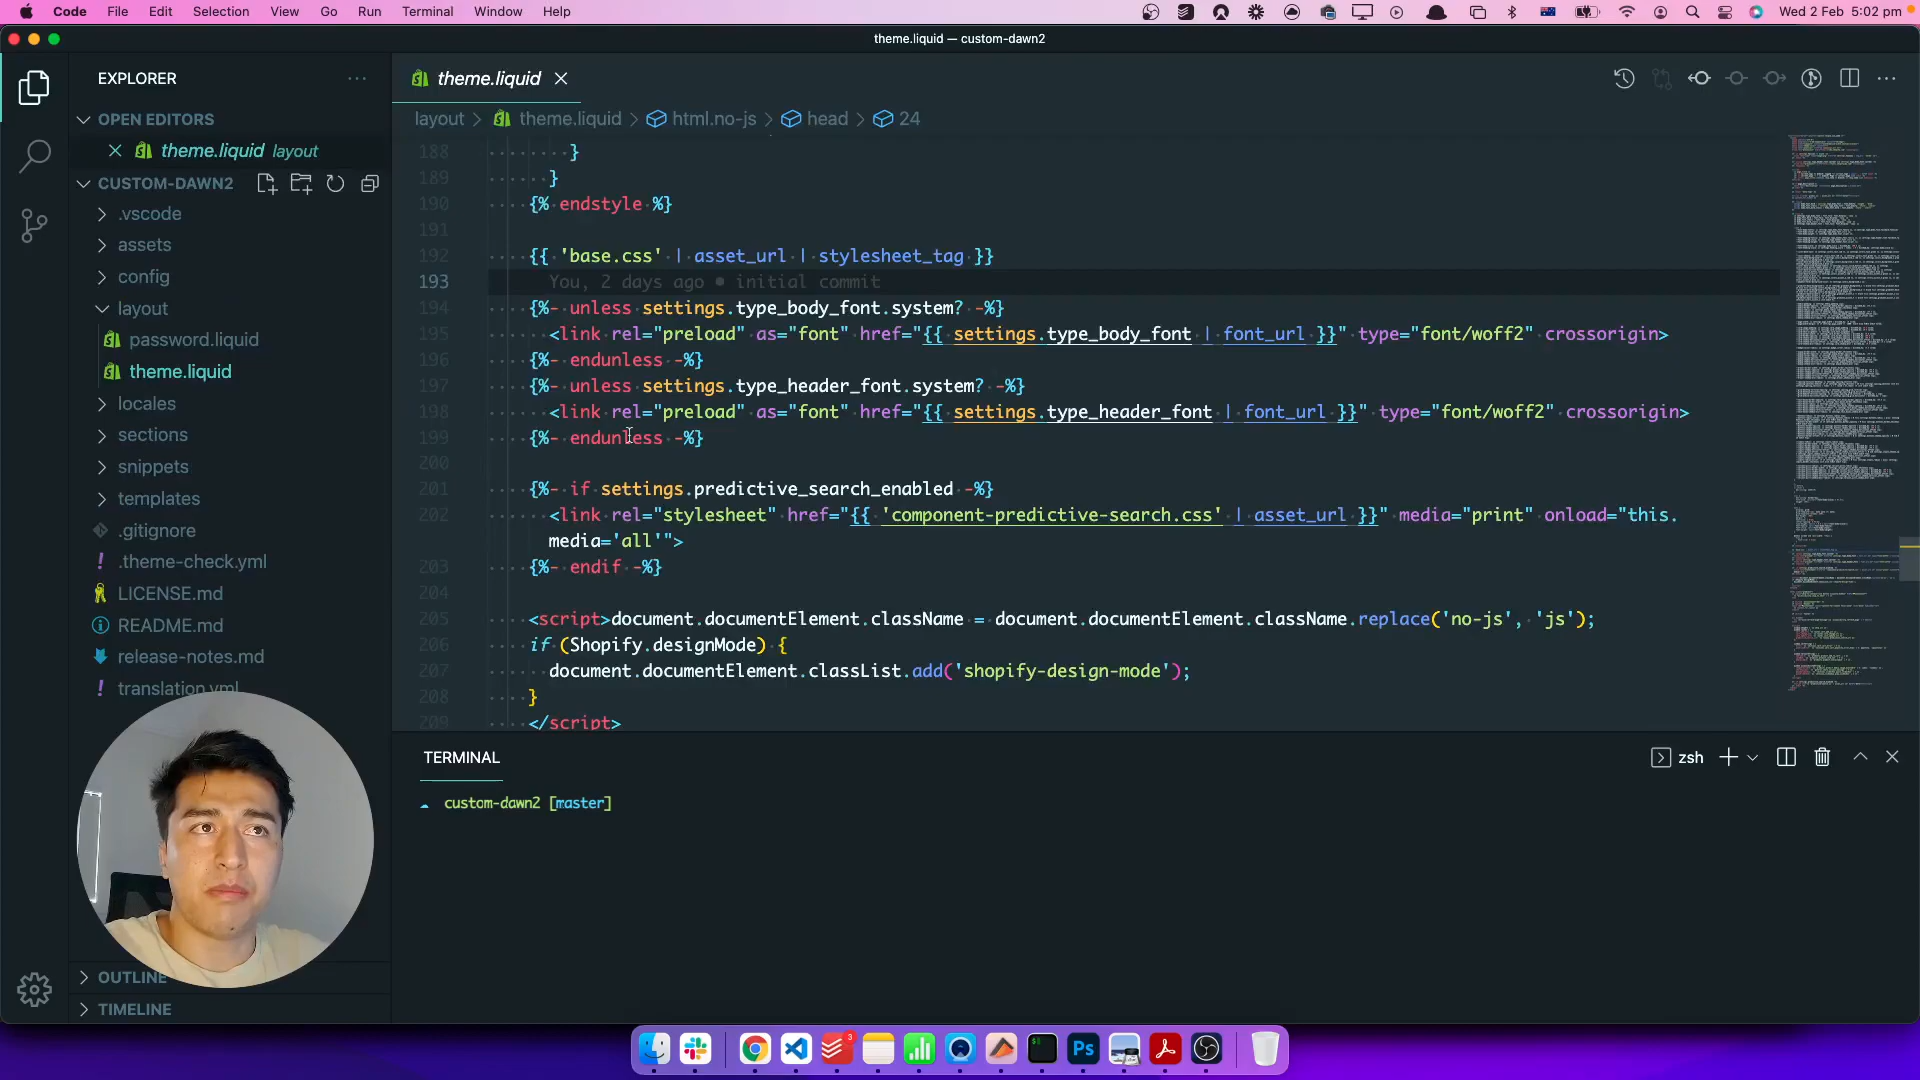 Code File Edit Selection View Go Run Terminal Window Help Wed 2 Feb 5:02 pm
theme.liquid — custom-dawn2
EXPLORER
OPEN EDITORS
theme.liquid layout
CUSTOM-DAWN2
.vscode
assets
config
layout
password.liquid
theme.liquid
locales
sections
snippets
templates
.gitignore
.theme-check.yml
LICENSE.md
README.md
release-notes.md
translation.yml
OUTLINE
TIMELINE
theme.liquid
layout > theme.liquid > html.no-js > head > 24
188 }
189 }
190 {% endstyle %}
191
192 {{ 'base.css' | asset_url | stylesheet_tag }}
193 You, 2 days ago • initial commit
194 {%- unless settings.type_body_font.system? -%}
195 <link rel="preload" as="font" href="{{ settings.type_body_font | font_url }}" type="font/woff2" crossorigin>
196 {%- endunless -%}
197 {%- unless settings.type_header_font.system? -%}
198 <link rel="preload" as="font" href="{{ settings.type_header_font | font_url }}" type="font/woff2" crossorigin>
199 {%- endunless -%}
200
201 {%- if settings.predictive_search_enabled -%}
202 <link rel="stylesheet" href="{{ 'component-predictive-search.css' | asset_url }}" media="print" onload="this.
media='all'">
203 {%- endif -%}
204
205 <script>document.documentElement.className = document.documentElement.className.replace('no-js', 'js');
206 if (Shopify.designMode) {
207 document.documentElement.classList.add('shopify-design-mode');
208 }
209 </script>
TERMINAL
zsh
custom-dawn2 [master]
3
Ps